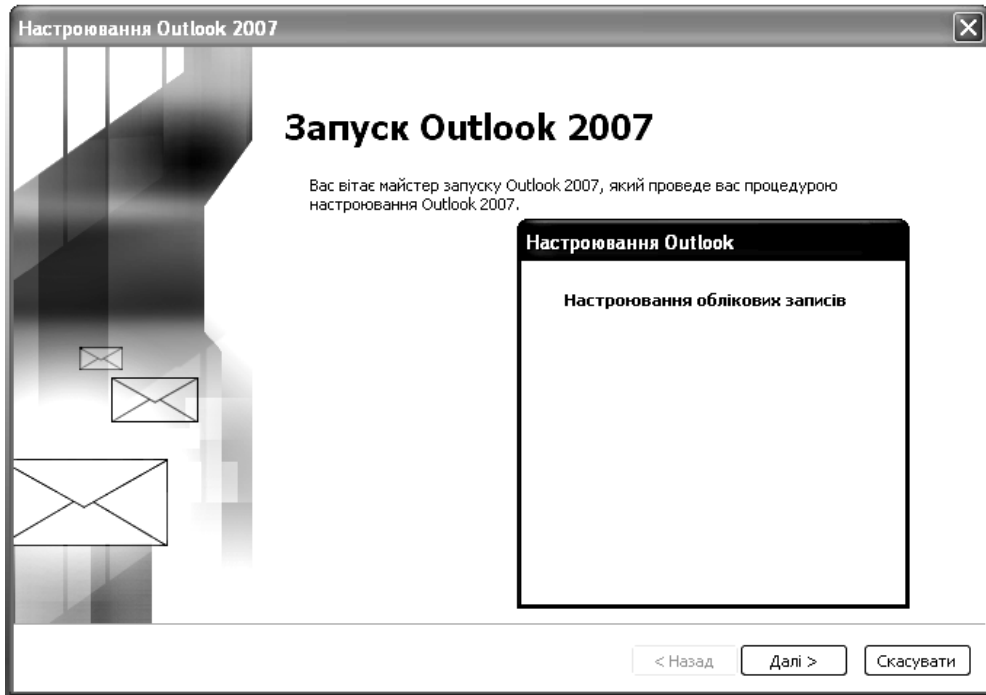 Настроювання Outlook 2007
Запуск Outlook 2007
Вас вітає майстер запуску Outlook 2007, який проведе вас процедурою
настроювання Outlook 2007.
Настроювання Outlook
Настроювання облікових записів
< Назад
Далі >
Скасувати